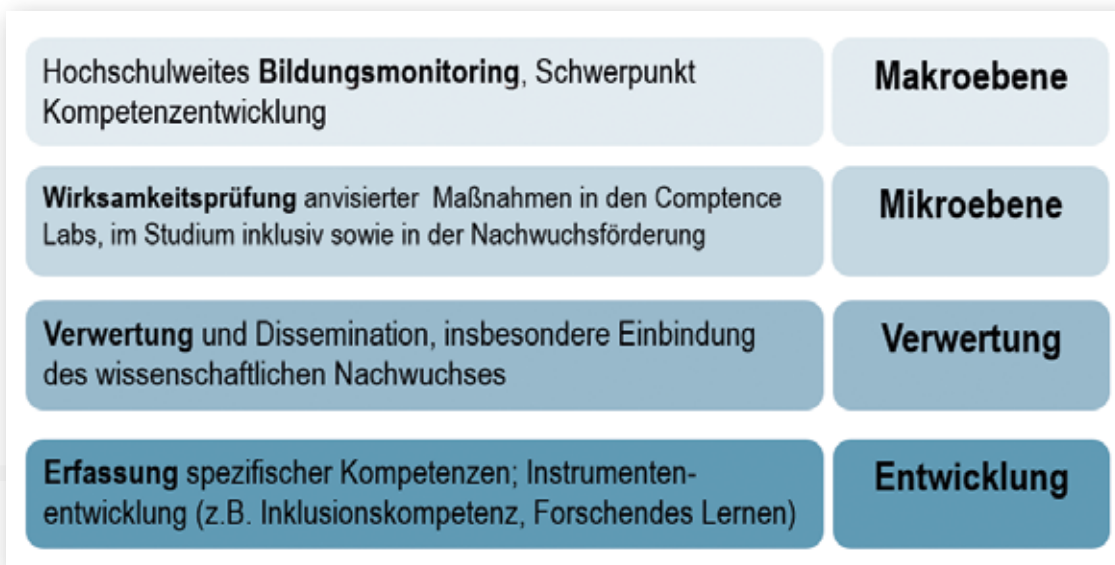 Hochschulweites Bildungsmonitoring, Schwerpunkt
Kompetenzentwicklung
Makroebene
Wirksamkeitsprüfung anvisierter Maßnahmen in den Comptence
Labs, im Studium inklusiv sowie in der Nachwuchsförderung
Mikroebene
Verwertung und Dissemination, insbesondere Einbindung
des wissenschaftlichen Nachwuchses
Verwertung
Erfassung spezifischer Kompetenzen; Instrumenten-
entwicklung (z.B. Inklusionskompetenz, Forschendes Lernen)
Entwicklung